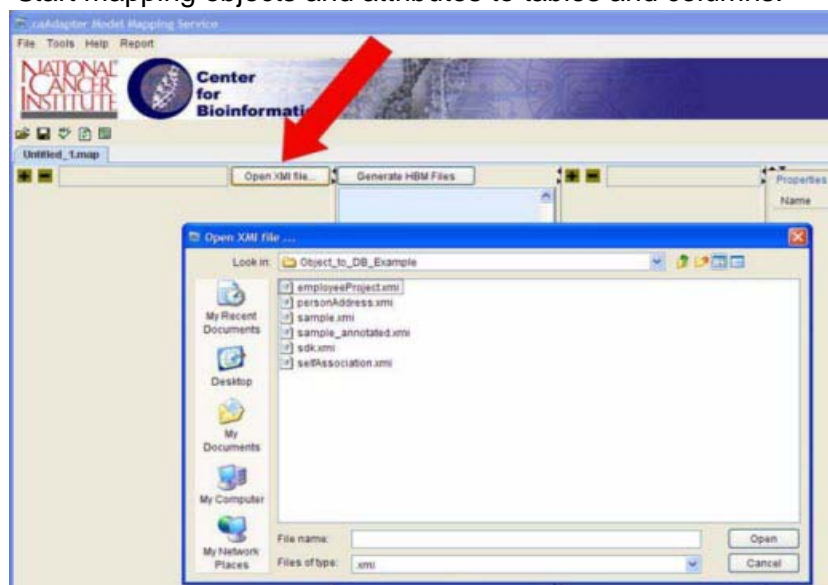 Start mapping objects and attributes to tables and columns.
caAdapter Model Mapping Service
File Tools Help Report
NATIONAL CANCER INSTITUTE
Center
for
Bioinformati
Untitled_1.map
Open XMI file...
Generate HBM Files
Properties
Name
Open XMI file ...
Look in:
Object_to_DB_Example
My Recent
Documents
Desktop
My
Documents
My Computer
My Network
Places
employeeProject.xmi
personAddress.xmi
sample.xmi
sample_annotated.xmi
sdk.xmi
selfAssociation.xmi
File name:
Open
Files of type:
.xmi
Cancel